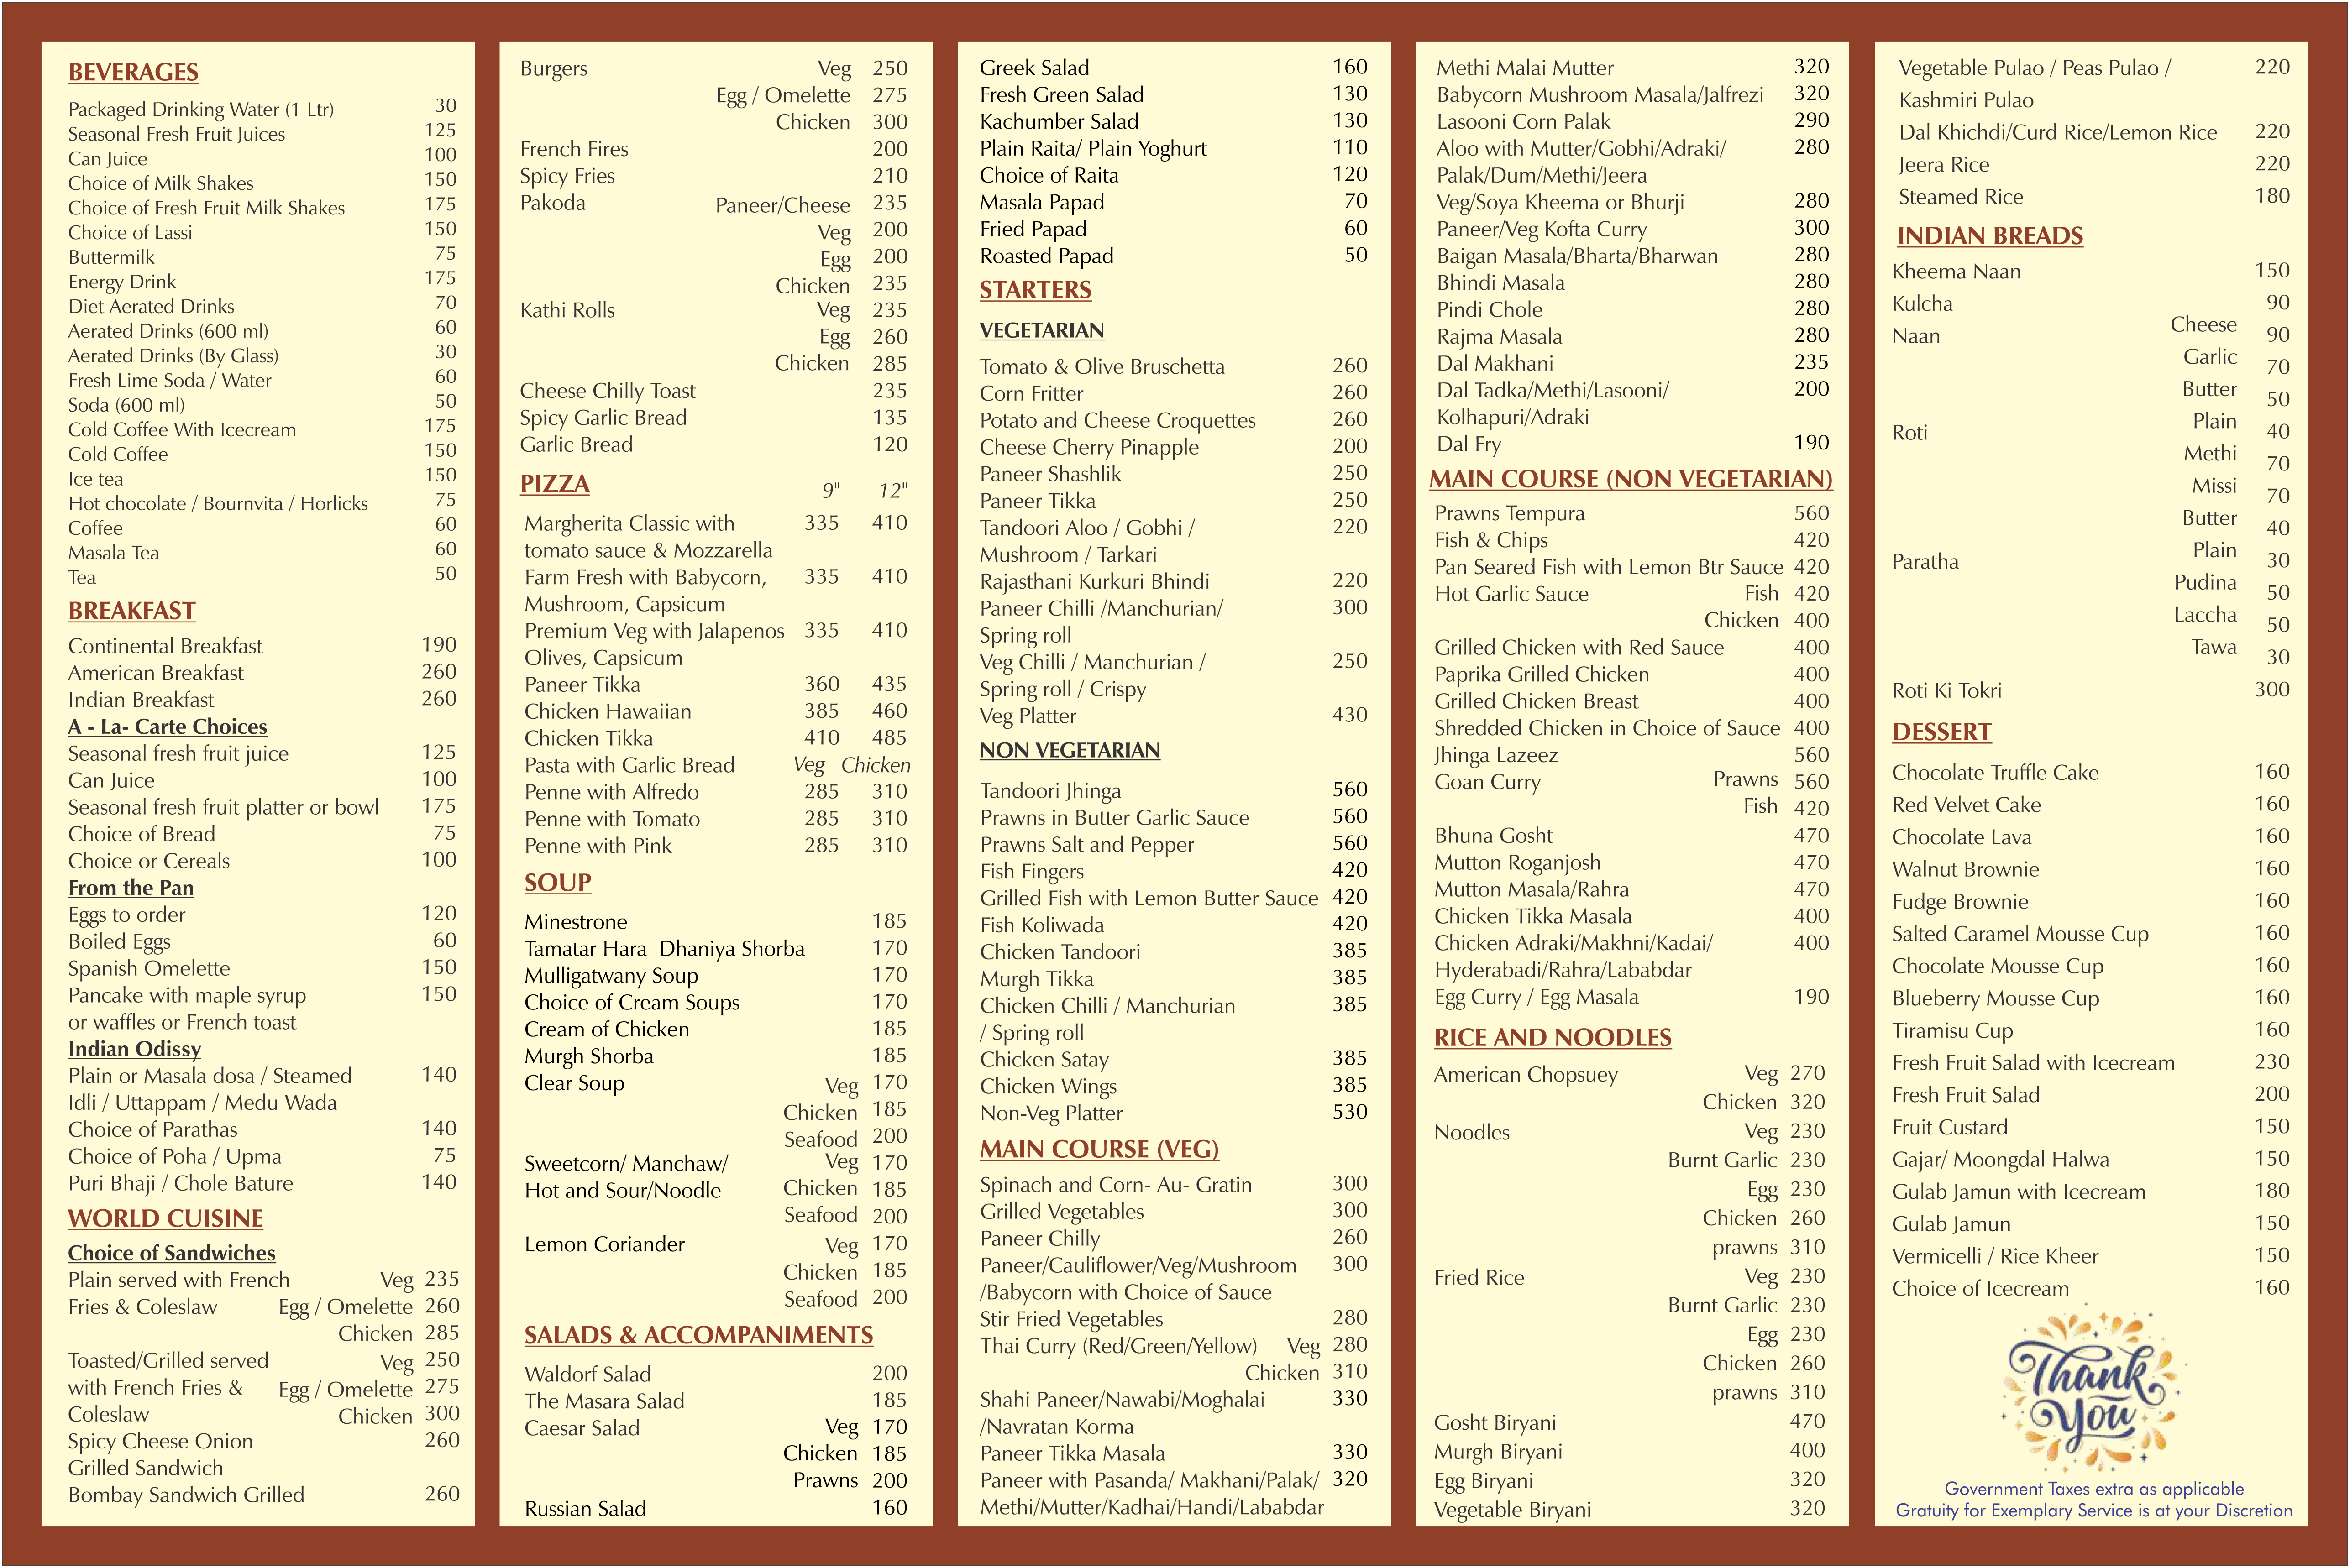 BEVERAGES
Packaged Drinking Water (1 Ltr) 30
Seasonal Fresh Fruit Juices 125
Can Juice 100
Choice of Milk Shakes 150
Choice of Fresh Fruit Milk Shakes 175
Choice of Lassi 150
Buttermilk 75
Energy Drink 175
Diet Aerated Drinks 70
Aerated Drinks (600 ml) 60
Aerated Drinks (By Glass) 30
Fresh Lime Soda / Water 60
Soda (600 ml) 50
Cold Coffee With Icecream 175
Cold Coffee 150
Ice tea 150
Hot chocolate / Bournvita / Horlicks 75
Coffee 60
Masala Tea 60
Tea 50
BREAKFAST
Continental Breakfast 190
American Breakfast 260
Indian Breakfast 260
A - La- Carte Choices
Seasonal fresh fruit juice 125
Can Juice 100
Seasonal fresh fruit platter or bowl 175
Choice of Bread 75
Choice or Cereals 100
From the Pan
Eggs to order 120
Boiled Eggs 60
Spanish Omelette 150
Pancake with maple syrup 150
or waffles or French toast
Indian Odissy
Plain or Masala dosa / Steamed 140
Idli / Uttappam / Medu Wada
Choice of Parathas 140
Choice of Poha / Upma 75
Puri Bhaji / Chole Bature 140
WORLD CUISINE
Choice of Sandwiches
Plain served with French Veg 235
Fries & Coleslaw Egg / Omelette 260
Chicken 285
Toasted/Grilled served Veg 250
with French Fries & Egg / Omelette 275
Coleslaw Chicken 300
Spicy Cheese Onion 260
Grilled Sandwich
Bombay Sandwich Grilled 260
Burgers Veg 250
Egg / Omelette 275
Chicken 300
French Fires 200
Spicy Fries 210
Pakoda Paneer/Cheese 235
Veg 200
Egg 200
Chicken 235
Kathi Rolls Veg 235
Egg 260
Chicken 285
Cheese Chilly Toast 235
Spicy Garlic Bread 135
Garlic Bread 120
PIZZA 9" 12"
Margherita Classic with 335 410
tomato sauce & Mozzarella
Farm Fresh with Babycorn, 335 410
Mushroom, Capsicum
Premium Veg with Jalapenos 335 410
Olives, Capsicum
Paneer Tikka 360 435
Chicken Hawaiian 385 460
Chicken Tikka 410 485
Pasta with Garlic Bread Veg Chicken
Penne with Alfredo 285 310
Penne with Tomato 285 310
Penne with Pink 285 310
SOUP
Minestrone 185
Tamatar Hara Dhaniya Shorba 170
Mulligatwany Soup 170
Choice of Cream Soups 170
Cream of Chicken 185
Murgh Shorba 185
Clear Soup Veg 170
Chicken 185
Seafood 200
Sweetcorn/ Manchaw/ Veg 170
Hot and Sour/Noodle Chicken 185
Seafood 200
Lemon Coriander Veg 170
Chicken 185
Seafood 200
SALADS & ACCOMPANIMENTS
Waldorf Salad 200
The Masara Salad 185
Caesar Salad Veg 170
Chicken 185
Prawns 200
Russian Salad 160
Greek Salad 160
Fresh Green Salad 130
Kachumber Salad 130
Plain Raita/ Plain Yoghurt 110
Choice of Raita 120
Masala Papad 70
Fried Papad 60
Roasted Papad 50
STARTERS
VEGETARIAN
Tomato & Olive Bruschetta 260
Corn Fritter 260
Potato and Cheese Croquettes 260
Cheese Cherry Pinapple 200
Paneer Shashlik 250
Paneer Tikka 250
Tandoori Aloo / Gobhi / 220
Mushroom / Tarkari
Rajasthani Kurkuri Bhindi 220
Paneer Chilli /Manchurian/ 300
Spring roll
Veg Chilli / Manchurian / 250
Spring roll / Crispy
Veg Platter 430
NON VEGETARIAN
Tandoori Jhinga 560
Prawns in Butter Garlic Sauce 560
Prawns Salt and Pepper 560
Fish Fingers 420
Grilled Fish with Lemon Butter Sauce 420
Fish Koliwada 420
Chicken Tandoori 385
Murgh Tikka 385
Chicken Chilli / Manchurian 385
/ Spring roll
Chicken Satay 385
Chicken Wings 385
Non-Veg Platter 530
MAIN COURSE (VEG)
Spinach and Corn- Au- Gratin 300
Grilled Vegetables 300
Paneer Chilly 260
Paneer/Cauliflower/Veg/Mushroom 300
/Babycorn with Choice of Sauce
Stir Fried Vegetables 280
Thai Curry (Red/Green/Yellow) Veg 280
Chicken 310
Shahi Paneer/Nawabi/Moghalai 330
/Navratan Korma
Paneer Tikka Masala 330
Paneer with Pasanda/ Makhani/Palak/ 320
Methi/Mutter/Kadhai/Handi/Lababdar
Methi Malai Mutter 320
Babycorn Mushroom Masala/Jalfrezi 320
Lasooni Corn Palak 290
Aloo with Mutter/Gobhi/Adraki/ 280
Palak/Dum/Methi/Jeera
Veg/Soya Kheema or Bhurji 280
Paneer/Veg Kofta Curry 300
Baigan Masala/Bharta/Bharwan 280
Bhindi Masala 280
Pindi Chole 280
Rajma Masala 280
Dal Makhani 235
Dal Tadka/Methi/Lasooni/ 200
Kolhapuri/Adraki
Dal Fry 190
MAIN COURSE (NON VEGETARIAN)
Prawns Tempura 560
Fish & Chips 420
Pan Seared Fish with Lemon Btr Sauce 420
Hot Garlic Sauce Fish 420
Chicken 400
Grilled Chicken with Red Sauce 400
Paprika Grilled Chicken 400
Grilled Chicken Breast 400
Shredded Chicken in Choice of Sauce 400
Jhinga Lazeez 560
Goan Curry Prawns 560
Fish 420
Bhuna Gosht 470
Mutton Roganjosh 470
Mutton Masala/Rahra 470
Chicken Tikka Masala 400
Chicken Adraki/Makhni/Kadai/ 400
Hyderabadi/Rahra/Lababdar
Egg Curry / Egg Masala 190
RICE AND NOODLES
American Chopsuey Veg 270
Chicken 320
Noodles Veg 230
Burnt Garlic 230
Egg 230
Chicken 260
prawns 310
Fried Rice Veg 230
Burnt Garlic 230
Egg 230
Chicken 260
prawns 310
Gosht Biryani 470
Murgh Biryani 400
Egg Biryani 320
Vegetable Biryani 320
Vegetable Pulao / Peas Pulao / 220
Kashmiri Pulao
Dal Khichdi/Curd Rice/Lemon Rice 220
Jeera Rice 220
Steamed Rice 180
INDIAN BREADS
Kheema Naan 150
Kulcha 90
Naan Cheese 90
Garlic 70
Butter 50
Plain 40
Roti Methi 70
Missi 70
Butter 40
Plain 30
Paratha Pudina 50
Laccha 50
Tawa 30
Roti Ki Tokri 300
DESSERT
Chocolate Truffle Cake 160
Red Velvet Cake 160
Chocolate Lava 160
Walnut Brownie 160
Fudge Brownie 160
Salted Caramel Mousse Cup 160
Chocolate Mousse Cup 160
Blueberry Mousse Cup 160
Tiramisu Cup 160
Fresh Fruit Salad with Icecream 230
Fresh Fruit Salad 200
Fruit Custard 150
Gajar/ Moongdal Halwa 150
Gulab Jamun with Icecream 180
Gulab Jamun 150
Vermicelli / Rice Kheer 150
Choice of Icecream 160
Thank
You
Government Taxes extra as applicable
Gratuity for Exemplary Service is at your Discretion